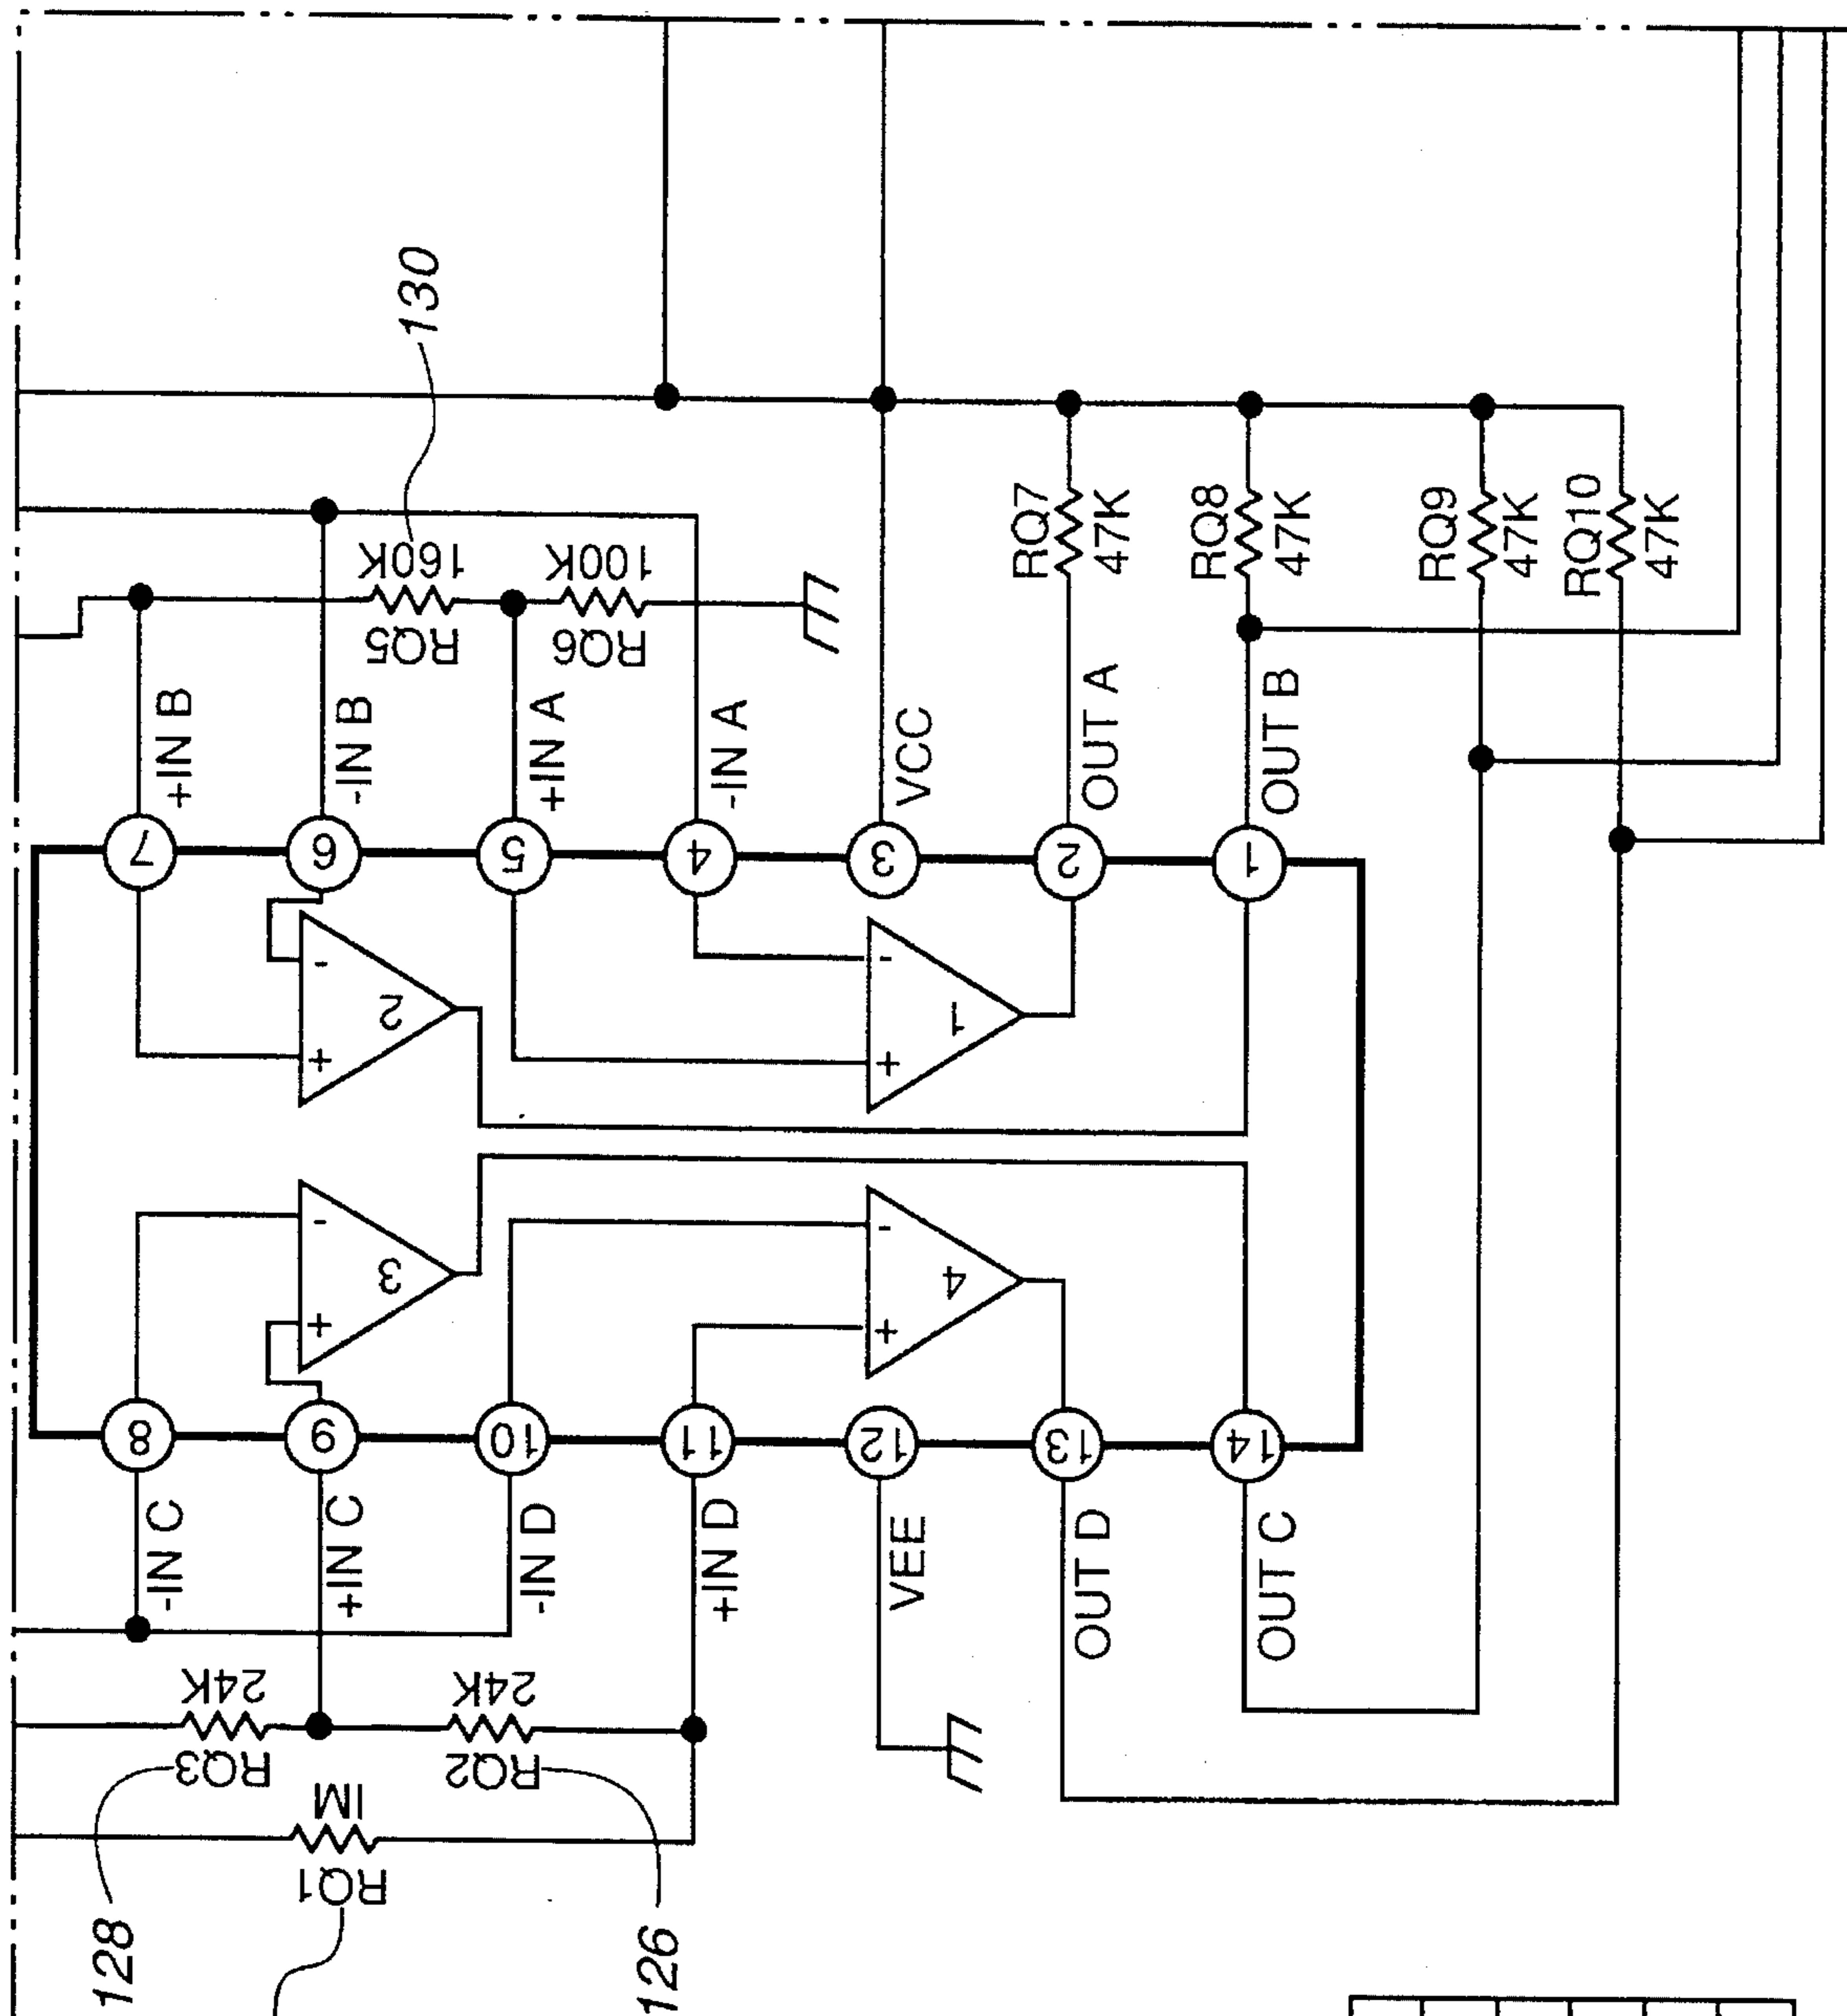 130
RQ5
160K
RQ6
100K
+IN B
-IN B
+IN A
-IN A
VCC
OUT A
OUT B
RQ7
47K
RQ8
47K
RQ9
47K
RQ10
47K
7
6
5
4
3
2
1
-
+
2
-
+
1
-
+
3
-
+
4
8
9
10
11
12
13
14
-IN C
+IN C
-IN D
+IN D
VEE
OUT D
OUT C
RQ3
24K
RQ2
24K
RQ1
1M
128
126